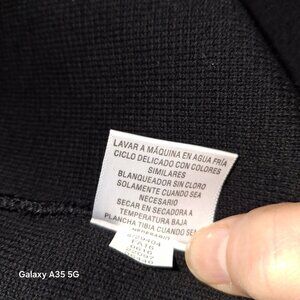 LAVAR A MÁQUINA EN AGUA FRÍA
CICLO DELICADO CON COLORES
SIMILARES
BLANQUEADOR SIN CLORO
SOLAMENTE CUANDO SEA
NECESARIO
SECAR EN SECADORA A
TEMPERATURA BAJA
PLANCHA TIBIA CUANDO SEA
Galaxy A35 5G